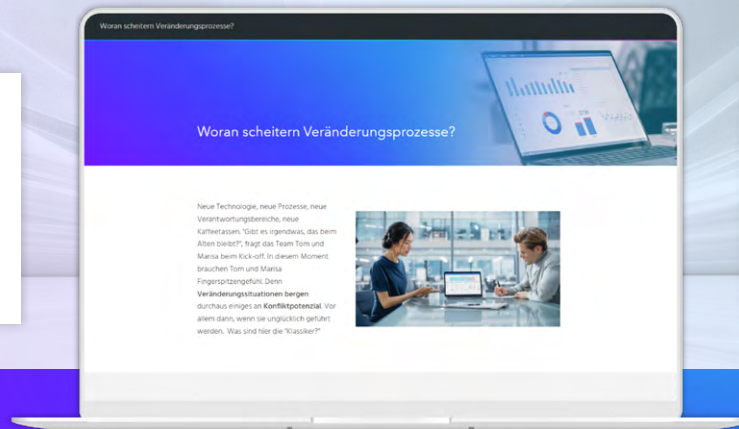 Woran scheitern Veränderungsprozesse?
Woran scheitern Veränderungsprozesse?
Neue Technologie, neue Prozesse, neue
Verantwortungsbereiche, neue
Kaffeetassen. "Gibt es irgendwas, das beim
Alten bleibt?", fragt das Team Tom und
Marisa beim Kick-off. In diesem Moment
brauchen Tom und Marisa
Fingerspitzengefühl. Denn
Veränderungssituationen bergen
durchaus einiges an Konfliktpotenzial. Vor
allem dann, wenn sie unglücklich geführt
werden. Was sind hier die "Klassiker?"